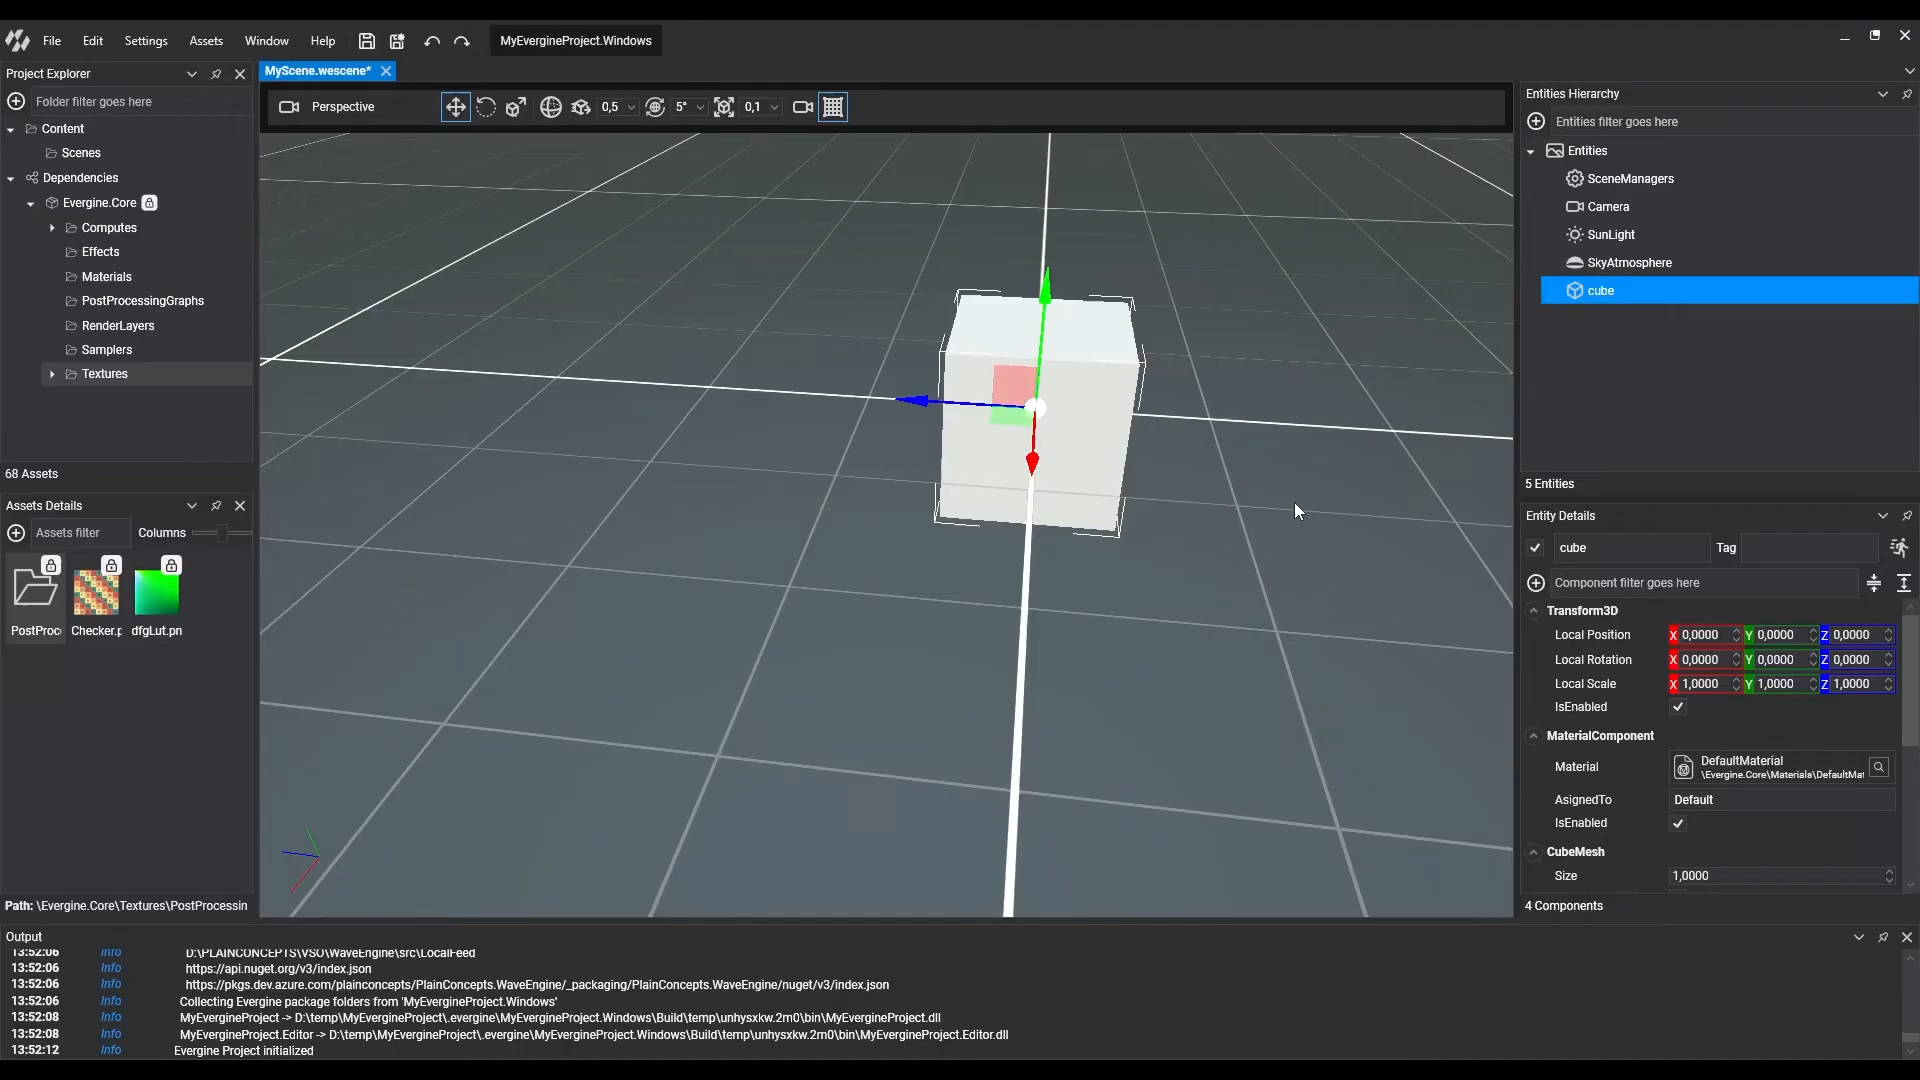 File Edit Settings Assets Window Help MyEvergineProject.Windows
Project Explorer
Folder filter goes here
Content
Scenes
Dependencies
Evergine.Core
Computes
Effects
Materials
PostProcessingGraphs
RenderLayers
Samplers
Textures
68 Assets
Assets Details
Assets filter Columns
PostProc Checker.p dfgLut.pn
Path: \Evergine.Core\Textures\PostProcessin
MyScene.wescene*
Perspective 0,5 5° 0,1
Entities Hierarchy
Entities filter goes here
Entities
SceneManagers
Camera
SunLight
SkyAtmosphere
cube
5 Entities
Entity Details
cube Tag
Component filter goes here
Transform3D
Local Position X 0,0000 Y 0,0000 Z 0,0000
Local Rotation X 0,0000 Y 0,0000 Z 0,0000
Local Scale X 1,0000 Y 1,0000 Z 1,0000
IsEnabled
MaterialComponent
Material DefaultMaterial
\Evergine.Core\Materials\DefaultMat
AsignedTo Default
IsEnabled
CubeMesh
Size 1,0000
4 Components
Output
13:52:06 Info D:\PLAINCONCEPTS\VSO\WaveEngine\src\LocalFeed
13:52:06 Info https://api.nuget.org/v3/index.json
13:52:06 Info https://pkgs.dev.azure.com/plainconcepts/PlainConcepts.WaveEngine/_packaging/PlainConcepts.WaveEngine/nuget/v3/index.json
13:52:06 Info Collecting Evergine package folders from 'MyEvergineProject.Windows'
13:52:08 Info MyEvergineProject -> D:\temp\MyEvergineProject\.evergine\MyEvergineProject.Windows\Build\temp\unhysxkw.2m0\bin\MyEvergineProject.dll
13:52:08 Info MyEvergineProject.Editor -> D:\temp\MyEvergineProject\.evergine\MyEvergineProject.Windows\Build\temp\unhysxkw.2m0\bin\MyEvergineProject.Editor.dll
13:52:12 Info Evergine Project initialized